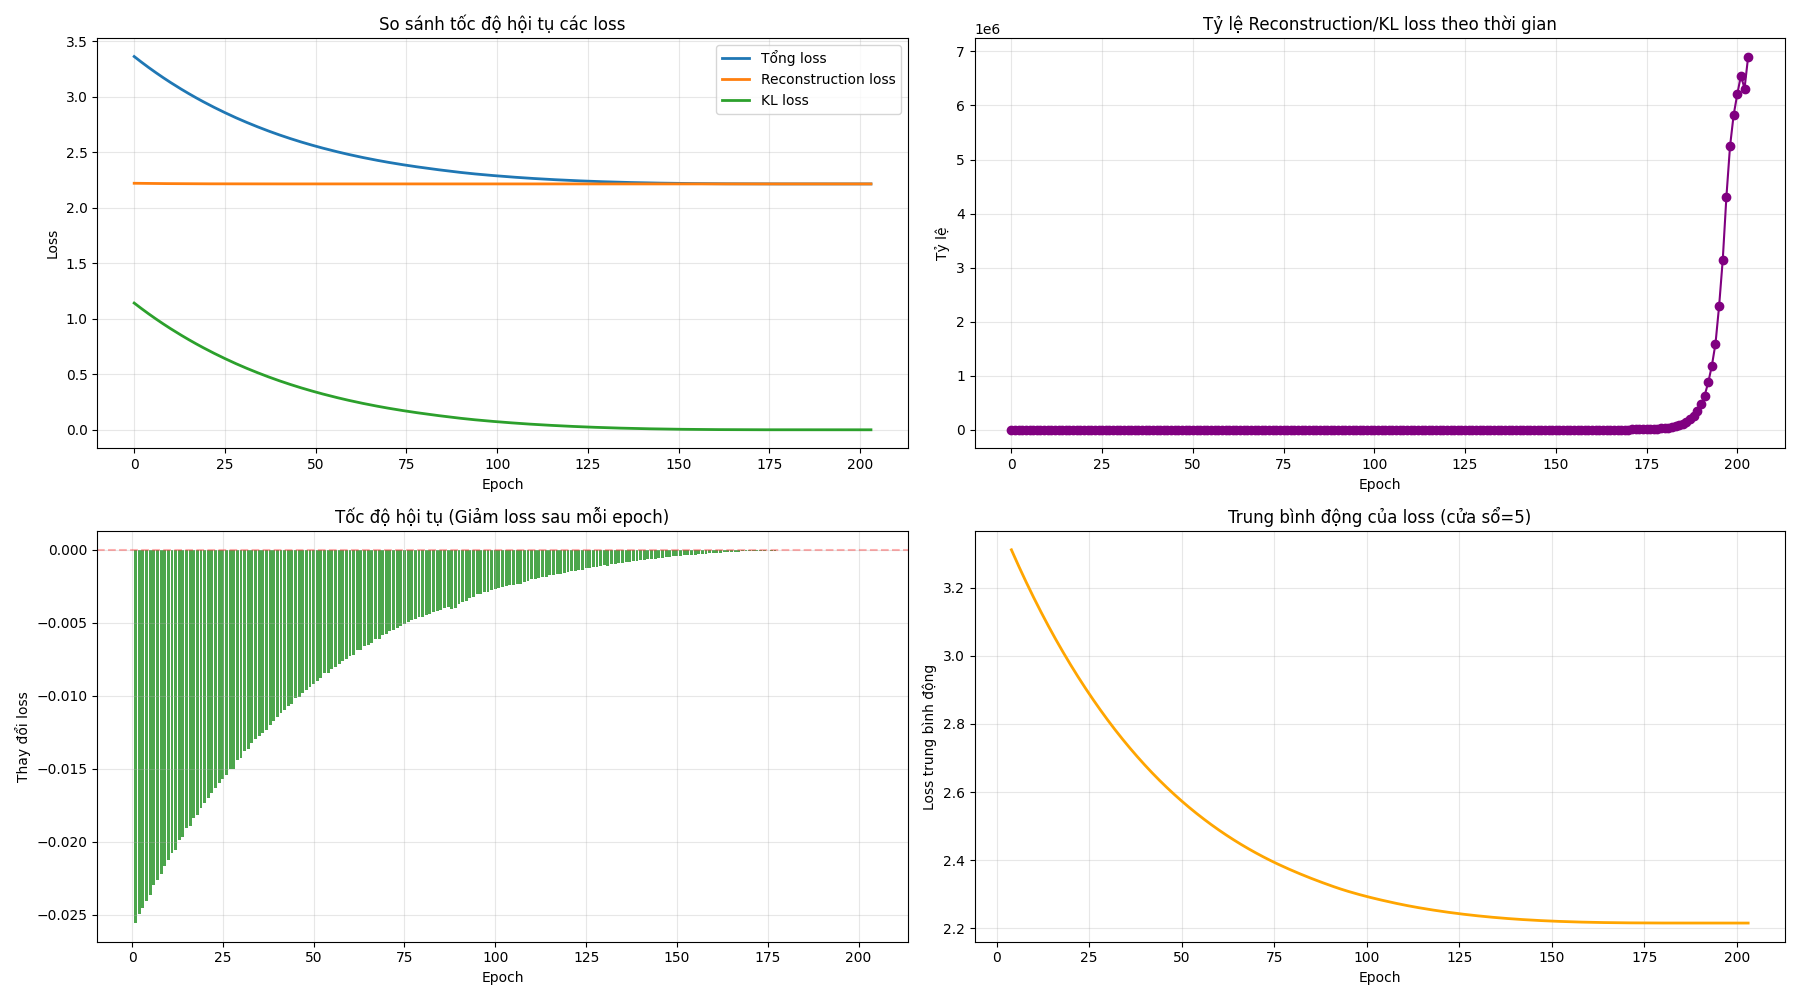 So sánh tốc độ hội tụ các loss
3.5
3.0
2.5
2.0
1.5
1.0
0.5
0.0
Loss
Tổng loss
Reconstruction loss
KL loss
0 25 50 75 100 125 150 175 200
Epoch
Tỷ lệ Reconstruction/KL loss theo thời gian
1e6
7
6
5
4
3
2
1
0
Tỷ lệ
0 25 50 75 100 125 150 175 200
Epoch
Tốc độ hội tụ (Giảm loss sau mỗi epoch)
0.000
−0.005
−0.010
−0.015
−0.020
−0.025
Thay đổi loss
0 25 50 75 100 125 150 175 200
Epoch
Trung bình động của loss (cửa sổ=5)
3.2
3.0
2.8
2.6
2.4
2.2
Loss trung bình động
0 25 50 75 100 125 150 175 200
Epoch